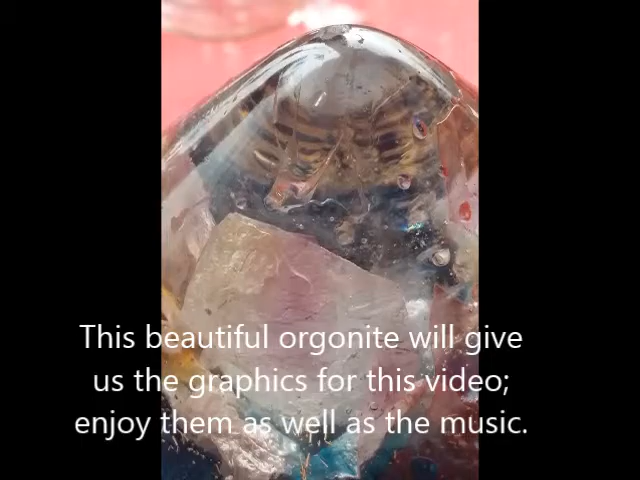 This beautiful orgonite will give
us the graphics for this video;
enjoy them as well as the music.